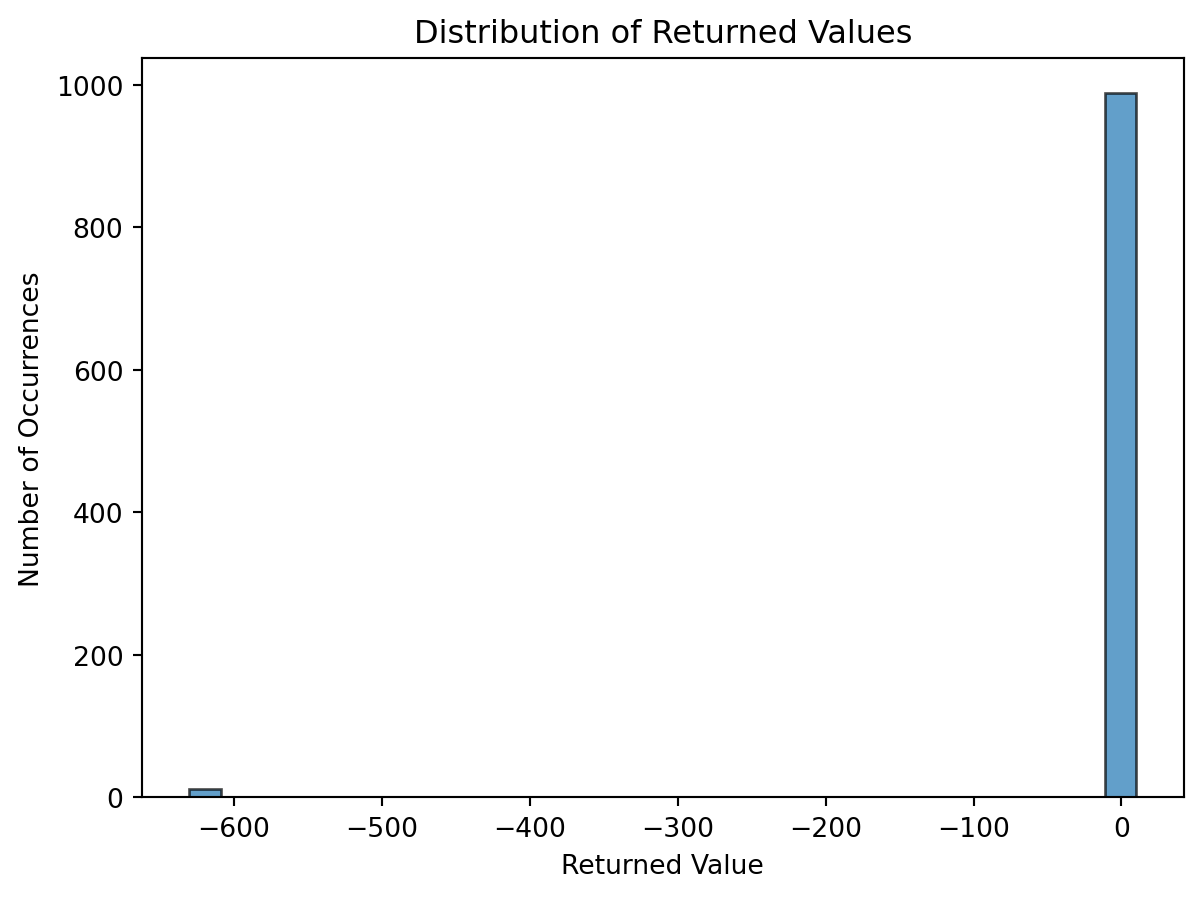 Distribution of Returned Values
1000
800
600
400
200
0
Number of Occurrences
−600 −500 −400 −300 −200 −100 0
Returned Value